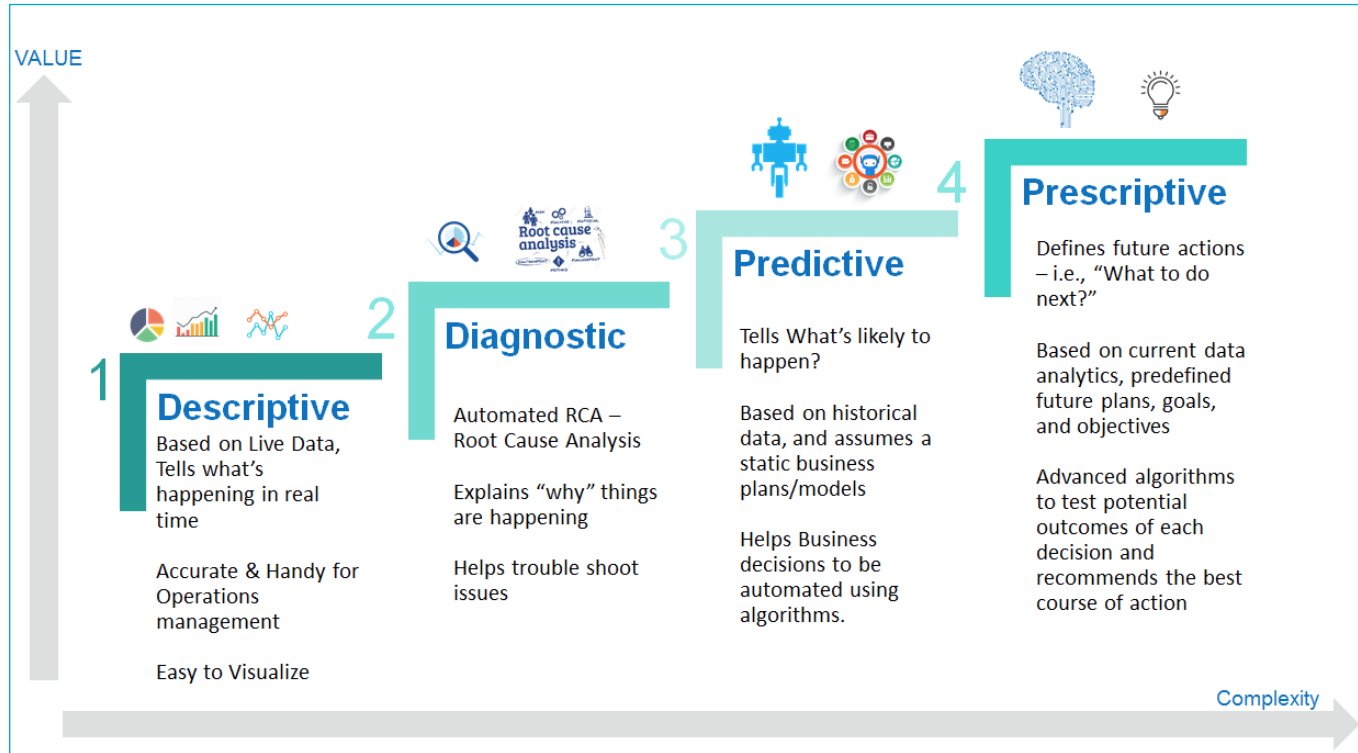 VALUE
1
Descriptive
Based on Live Data,
Tells what's
happening in real
time
Accurate & Handy for
Operations
management
Easy to Visualize
2
Root cause
analysis
Diagnostic
Automated RCA –
Root Cause Analysis
Explains “why” things
are happening
Helps trouble shoot
issues
3
Predictive
Tells What's likely to
happen?
Based on historical
data, and assumes a
static business
plans/models
Helps Business
decisions to be
automated using
algorithms.
4
Prescriptive
Defines future actions
– i.e., “What to do
next?”
Based on current data
analytics, predefined
future plans, goals,
and objectives
Advanced algorithms
to test potential
outcomes of each
decision and
recommends the best
course of action
Complexity